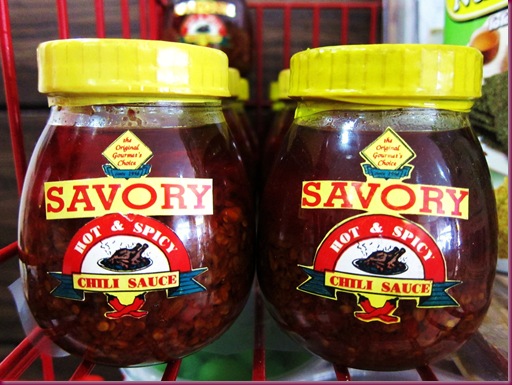 the
Original
Gourmet's
Choice
SAVORY
HOT & SPICY
CHILI SAUCE
the
Original
Gourmet's
Choice
SAVORY
HOT & SPICY
CHILI SAUCE